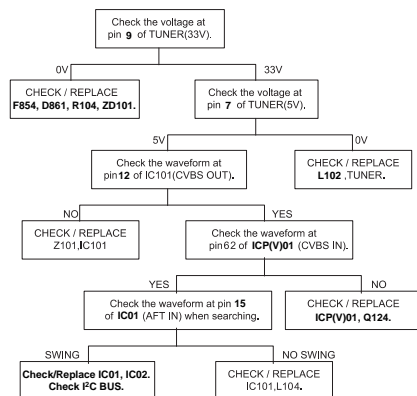 Check the voltage at
pin 9 of TUNER(33V).
0V
33V
CHECK / REPLACE
F854, D861, R104, ZD101.
Check the voltage at
pin 7 of TUNER(5V).
5V
0V
Check the waveform at
pin12 of IC101(CVBS OUT).
CHECK / REPLACE
L102 ,TUNER.
NO
YES
CHECK / REPLACE
Z101,IC101
Check the waveform at
pin62 of ICP(V)01 (CVBS IN).
YES
NO
Check the waveform at pin 15
of IC01 (AFT IN) when searching.
CHECK / REPLACE
ICP(V)01, Q124.
SWING
NO SWING
Check/Replace IC01, IC02.
Check I²C BUS.
CHECK / REPLACE
IC101,L104.